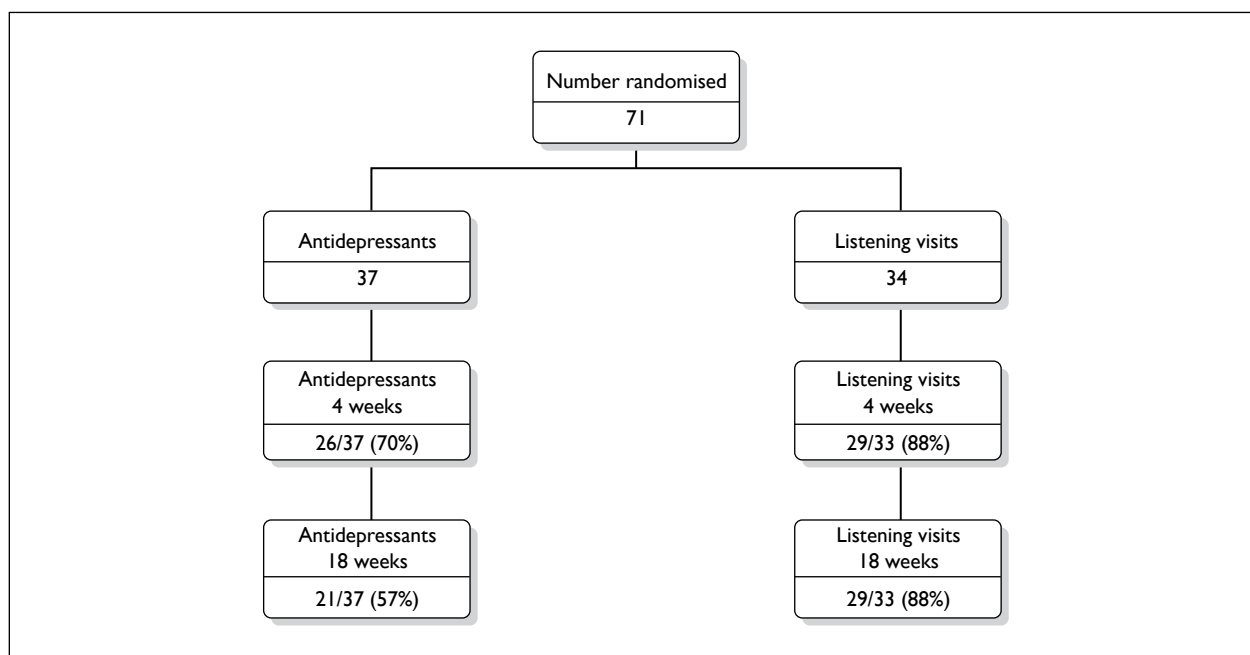 Number randomised
71
Antidepressants
37
Listening visits
34
Antidepressants
4 weeks
26/37 (70%)
Listening visits
4 weeks
29/33 (88%)
Antidepressants
18 weeks
21/37 (57%)
Listening visits
18 weeks
29/33 (88%)